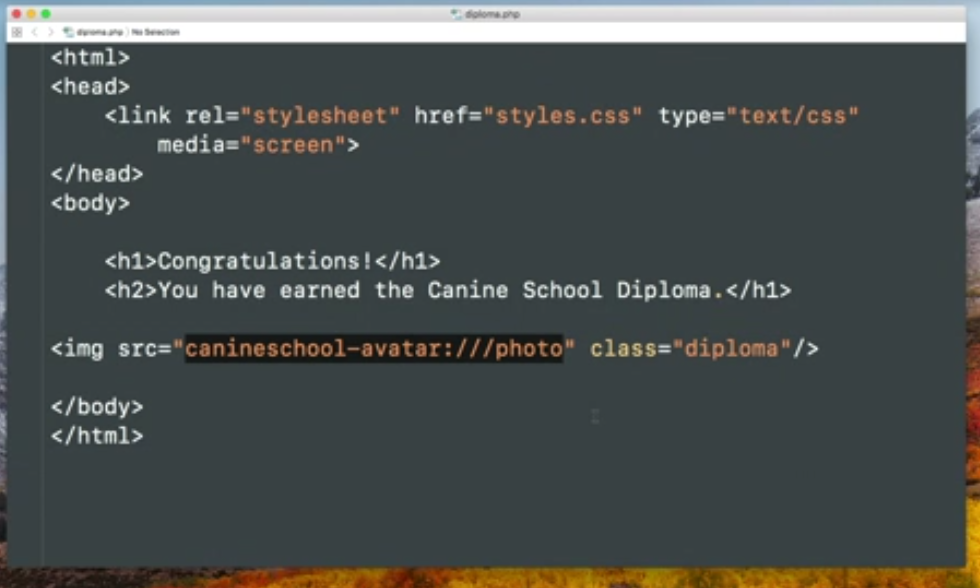 diploma.php
diploma.php No Selection
<html>
<head>
<link rel="stylesheet" href="styles.css" type="text/css"
media="screen">
</head>
<body>
<h1>Congratulations!</h1>
<h2>You have earned the Canine School Diploma.</h1>
<img src="canineschool-avatar:///photo" class="diploma"/>
</body>
</html>